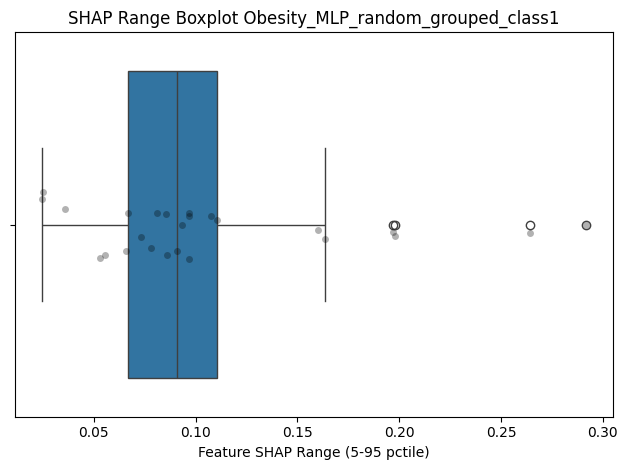 SHAP Range Boxplot Obesity_MLP_random_grouped_class1
0.05 0.10 0.15 0.20 0.25 0.30
Feature SHAP Range (5-95 pctile)